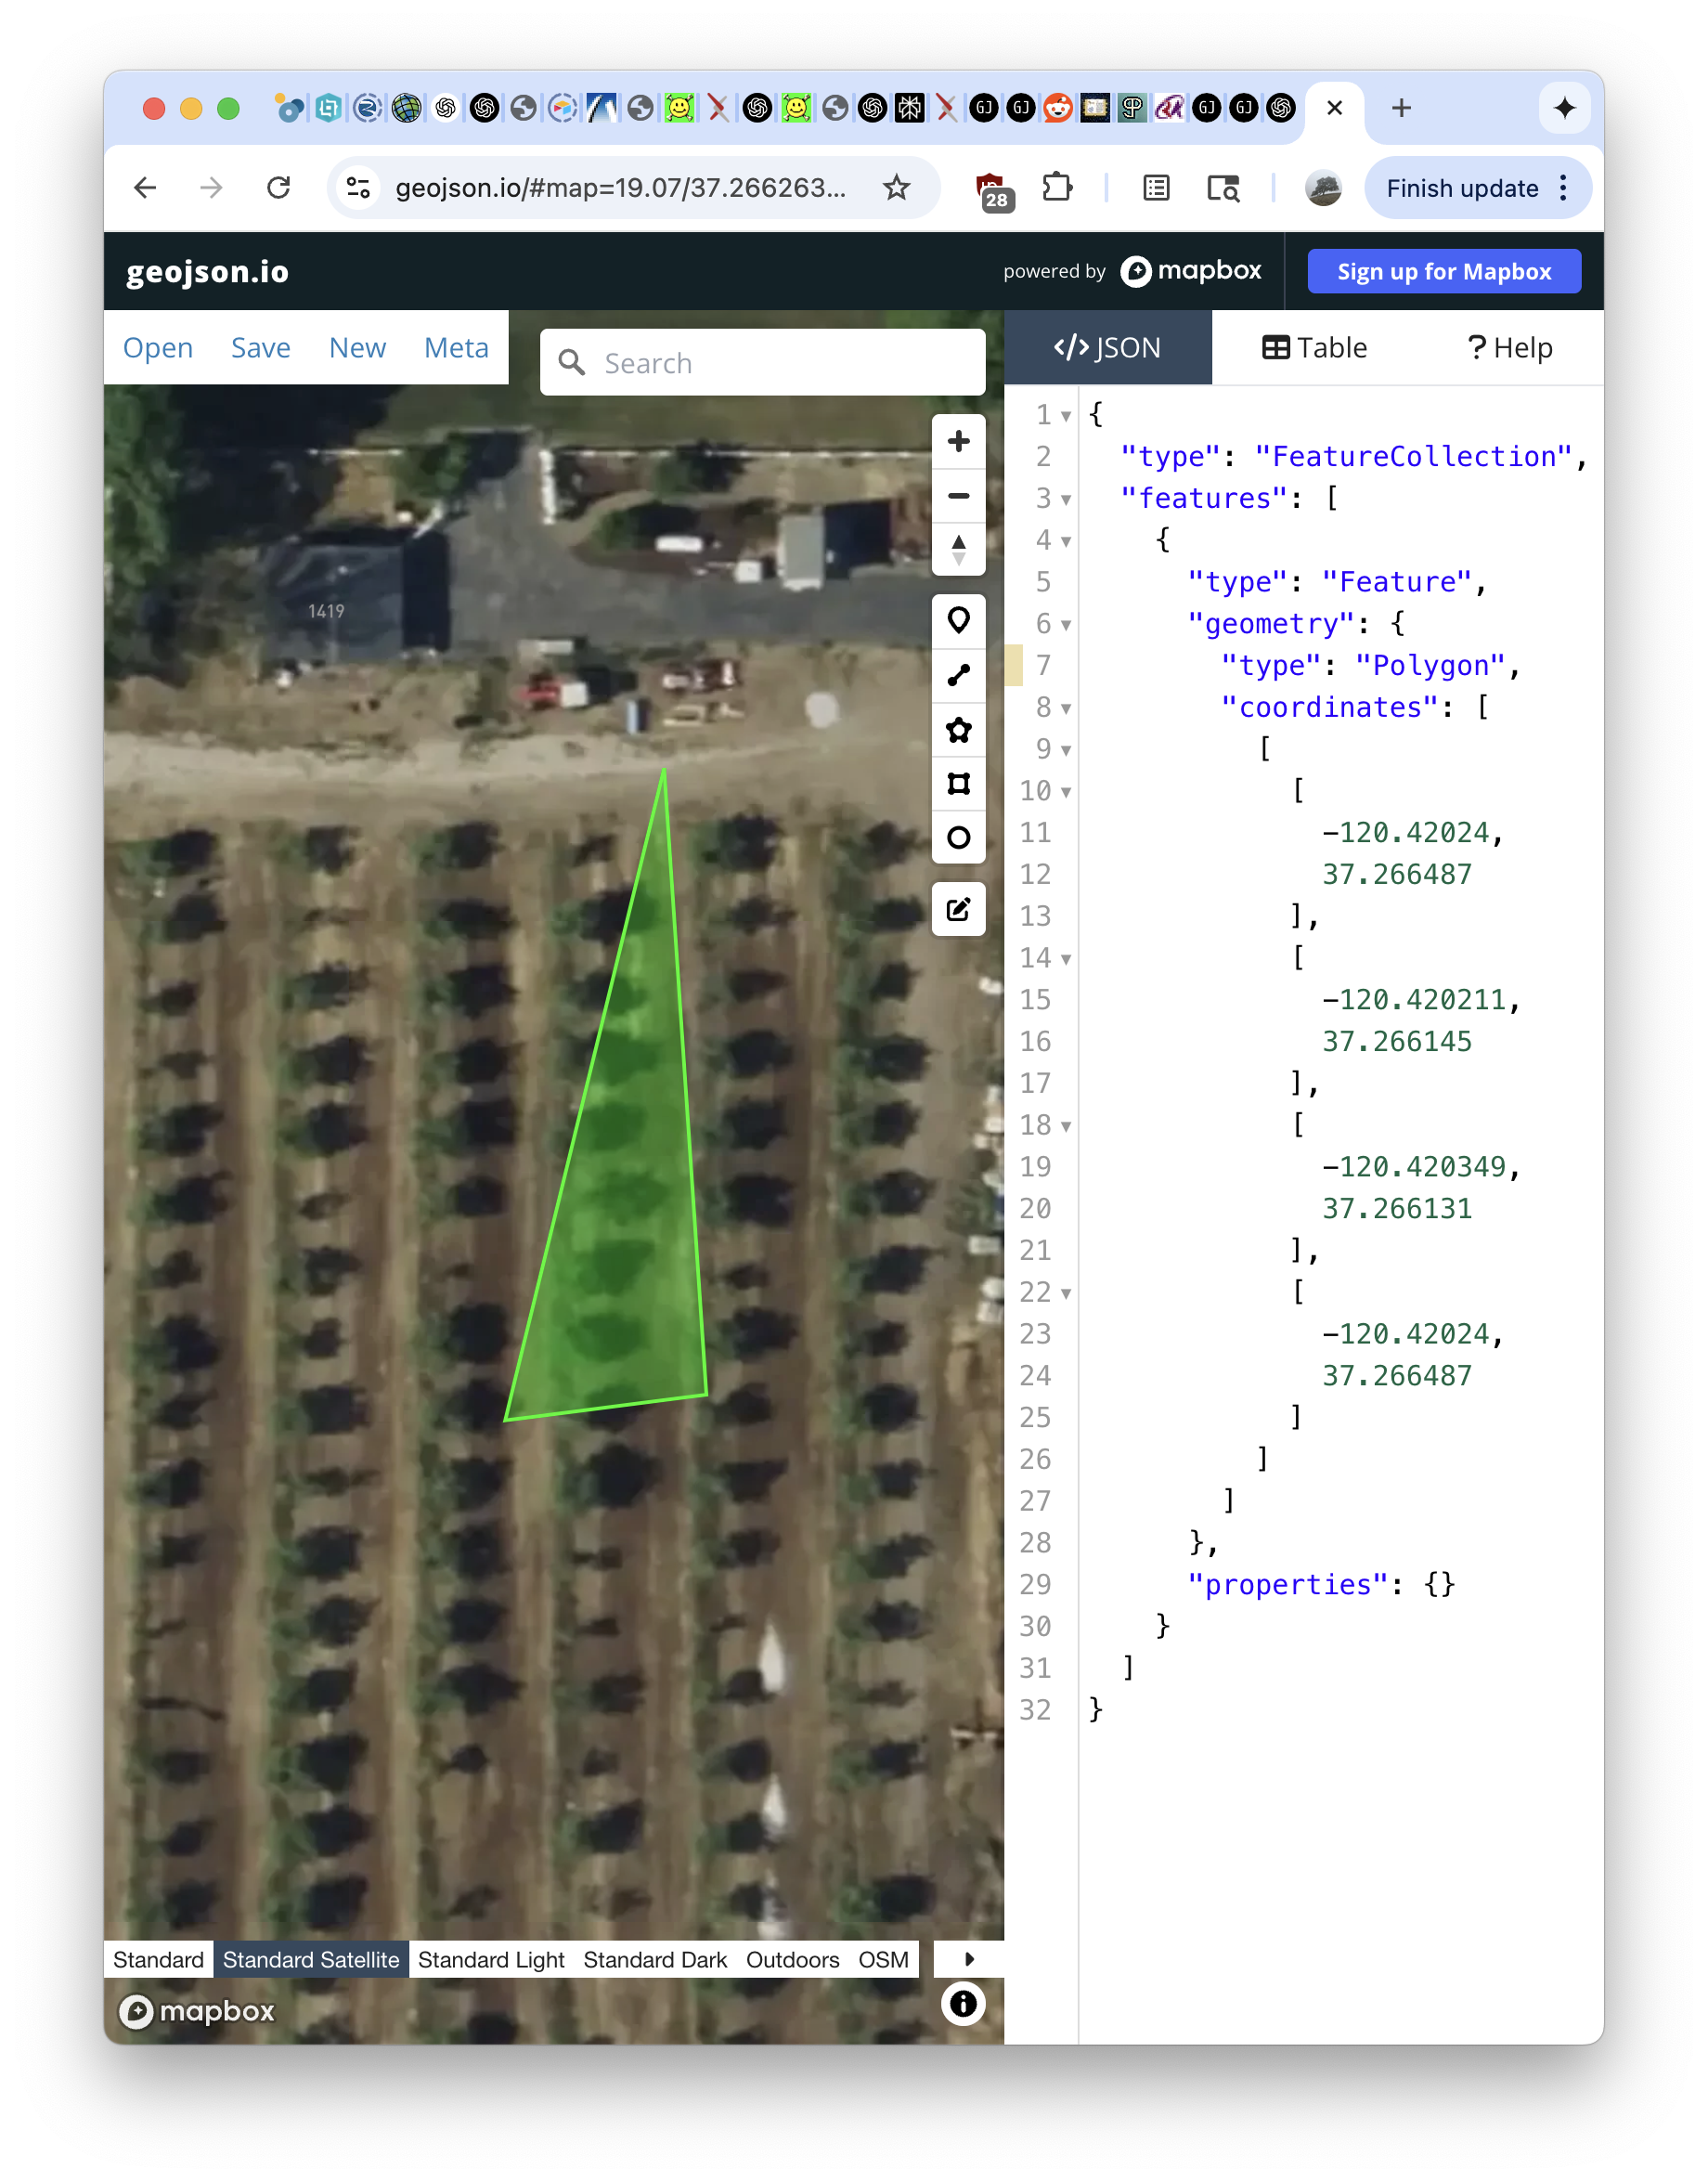 GJ GJ GJ GJ
geojson.io/#map=19.07/37.266263...
28
Finish update
geojson.io
powered by mapbox
Sign up for Mapbox
Open Save New Meta
Search
</> JSON
Table
? Help
1419
1 {
2 "type": "FeatureCollection",
3 "features": [
4 {
5 "type": "Feature",
6 "geometry": {
7 "type": "Polygon",
8 "coordinates": [
9 [
10 [
11 -120.42024,
12 37.266487
13 ],
14 [
15 -120.420211,
16 37.266145
17 ],
18 [
19 -120.420349,
20 37.266131
21 ],
22 [
23 -120.42024,
24 37.266487
25 ]
26 ]
27 ]
28 },
29 "properties": {}
30 }
31 ]
32 }
Standard Standard Satellite Standard Light Standard Dark Outdoors OSM
mapbox